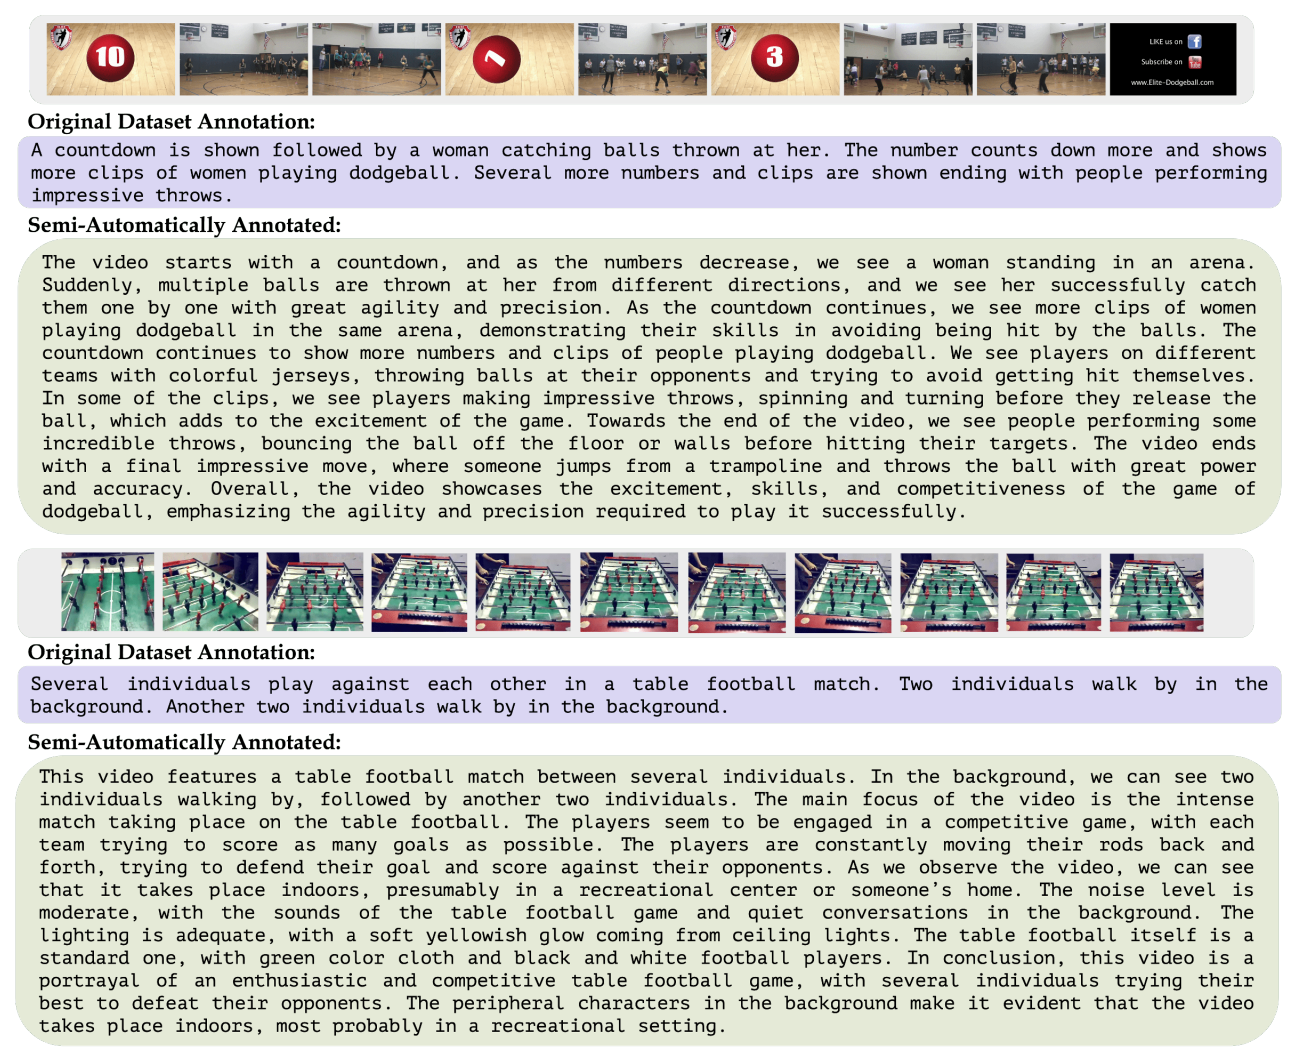 10
1
3
LIKE us on
Subscribe on
www.Elite-Dodgeball.com
Original Dataset Annotation:
A countdown is shown followed by a woman catching balls thrown at her. The number counts down more and shows
more clips of women playing dodgeball. Several more numbers and clips are shown ending with people performing
impressive throws.
Semi-Automatically Annotated:
The video starts with a countdown, and as the numbers decrease, we see a woman standing in an arena.
Suddenly, multiple balls are thrown at her from different directions, and we see her successfully catch
them one by one with great agility and precision. As the countdown continues, we see more clips of women
playing dodgeball in the same arena, demonstrating their skills in avoiding being hit by the balls. The
countdown continues to show more numbers and clips of people playing dodgeball. We see players on different
teams with colorful jerseys, throwing balls at their opponents and trying to avoid getting hit themselves.
In some of the clips, we see players making impressive throws, spinning and turning before they release the
ball, which adds to the excitement of the game. Towards the end of the video, we see people performing some
incredible throws, bouncing the ball off the floor or walls before hitting their targets. The video ends
with a final impressive move, where someone jumps from a trampoline and throws the ball with great power
and accuracy. Overall, the video showcases the excitement, skills, and competitiveness of the game of
dodgeball, emphasizing the agility and precision required to play it successfully.
Original Dataset Annotation:
Several individuals play against each other in a table football match. Two individuals walk by in the
background. Another two individuals walk by in the background.
Semi-Automatically Annotated:
This video features a table football match between several individuals. In the background, we can see two
individuals walking by, followed by another two individuals. The main focus of the video is the intense
match taking place on the table football. The players seem to be engaged in a competitive game, with each
team trying to score as many goals as possible. The players are constantly moving their rods back and
forth, trying to defend their goal and score against their opponents. As we observe the video, we can see
that it takes place indoors, presumably in a recreational center or someone's home. The noise level is
moderate, with the sounds of the table football game and quiet conversations in the background. The
lighting is adequate, with a soft yellowish glow coming from ceiling lights. The table football itself is a
standard one, with green color cloth and black and white football players. In conclusion, this video is a
portrayal of an enthusiastic and competitive table football game, with several individuals trying their
best to defeat their opponents. The peripheral characters in the background make it evident that the video
takes place indoors, most probably in a recreational setting.